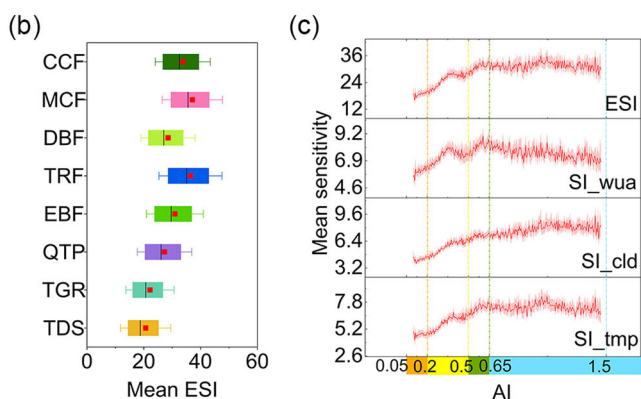 (b)
CCF
MCF
DBF
TRF
EBF
QTP
TGR
TDS
0 20 40 60
Mean ESI
(c)
Mean sensitivity
36
24
12
ESI
9.2
6.9
4.6
SI_wua
9.6
6.4
3.2
SI_cld
7.8
5.2
2.6
SI_tmp
0.05 0.2 0.5 0.65 1.5
AI